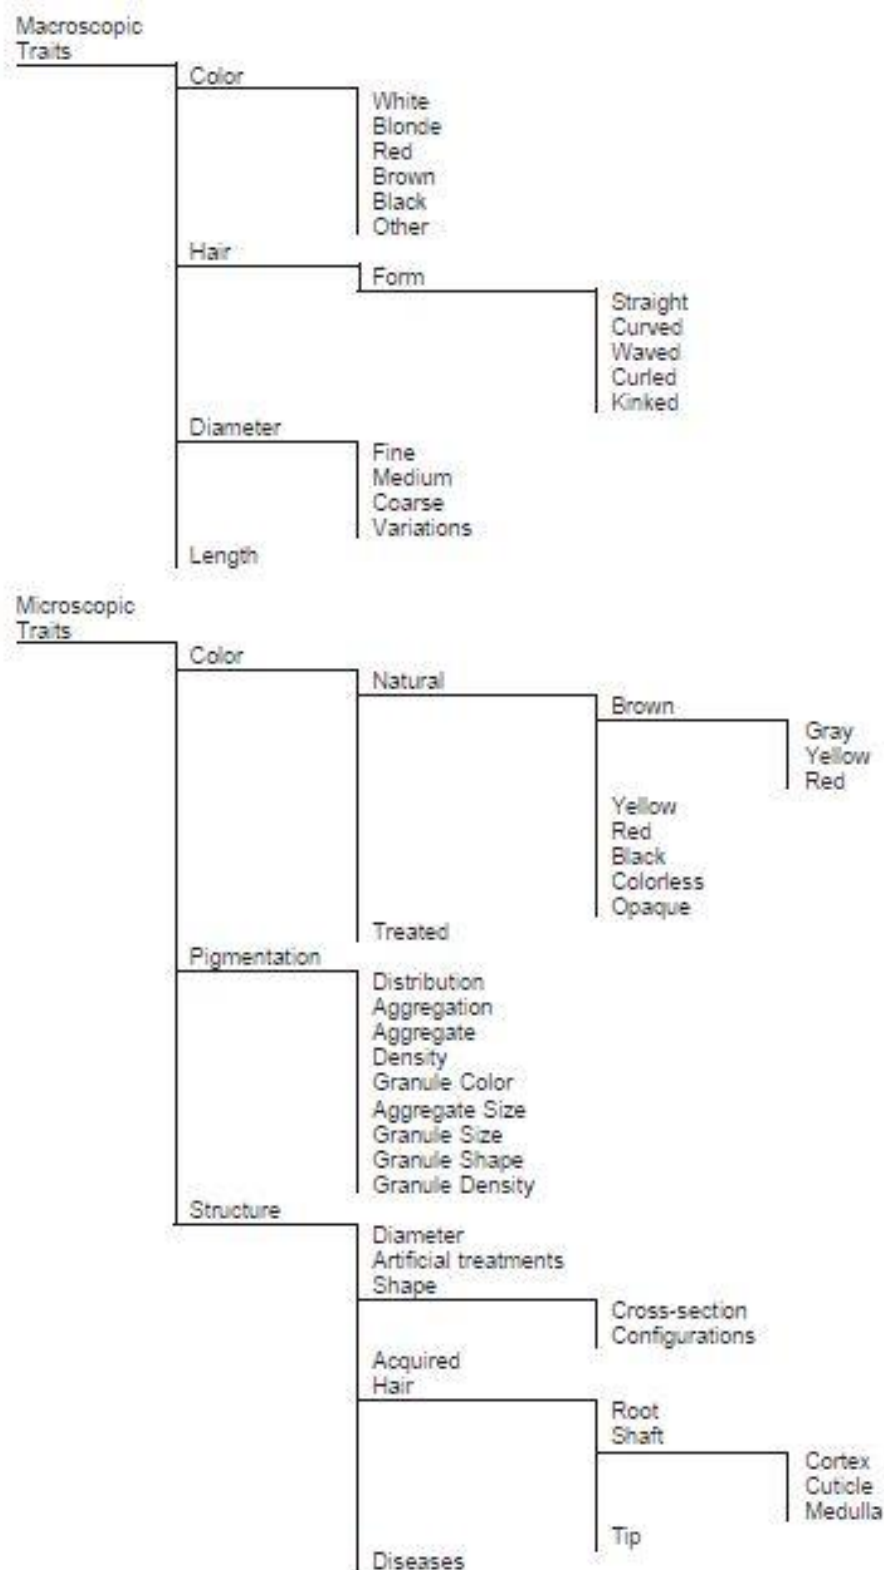 Macroscopic
Traits
Color
White
Blonde
Red
Brown
Black
Other
Hair
Form
Straight
Curved
Waved
Curled
Kinked
Diameter
Fine
Medium
Coarse
Variations
Length
Microscopic
Traits
Color
Natural
Brown
Gray
Yellow
Red
Yellow
Red
Black
Colorless
Opaque
Treated
Pigmentation
Distribution
Aggregation
Aggregate
Density
Granule Color
Aggregate Size
Granule Size
Granule Shape
Granule Density
Structure
Diameter
Artificial treatments
Shape
Cross-section
Configurations
Acquired
Hair
Root
Shaft
Cortex
Cuticle
Medulla
Tip
Diseases